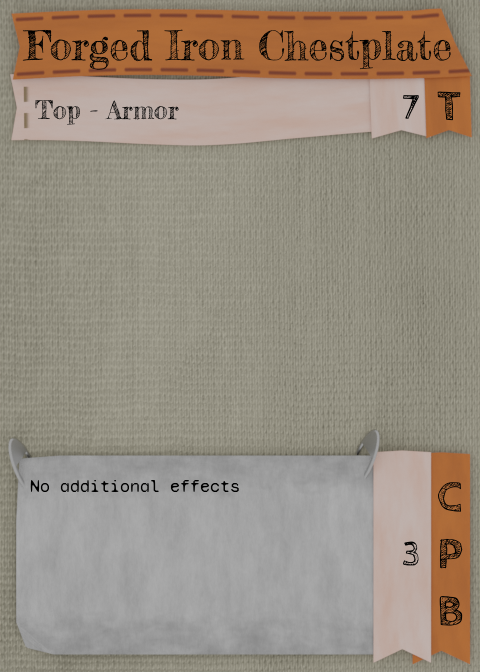 Forged Iron Chestplate
Top - Armor
7 T
No additional effects
C
3 P
B